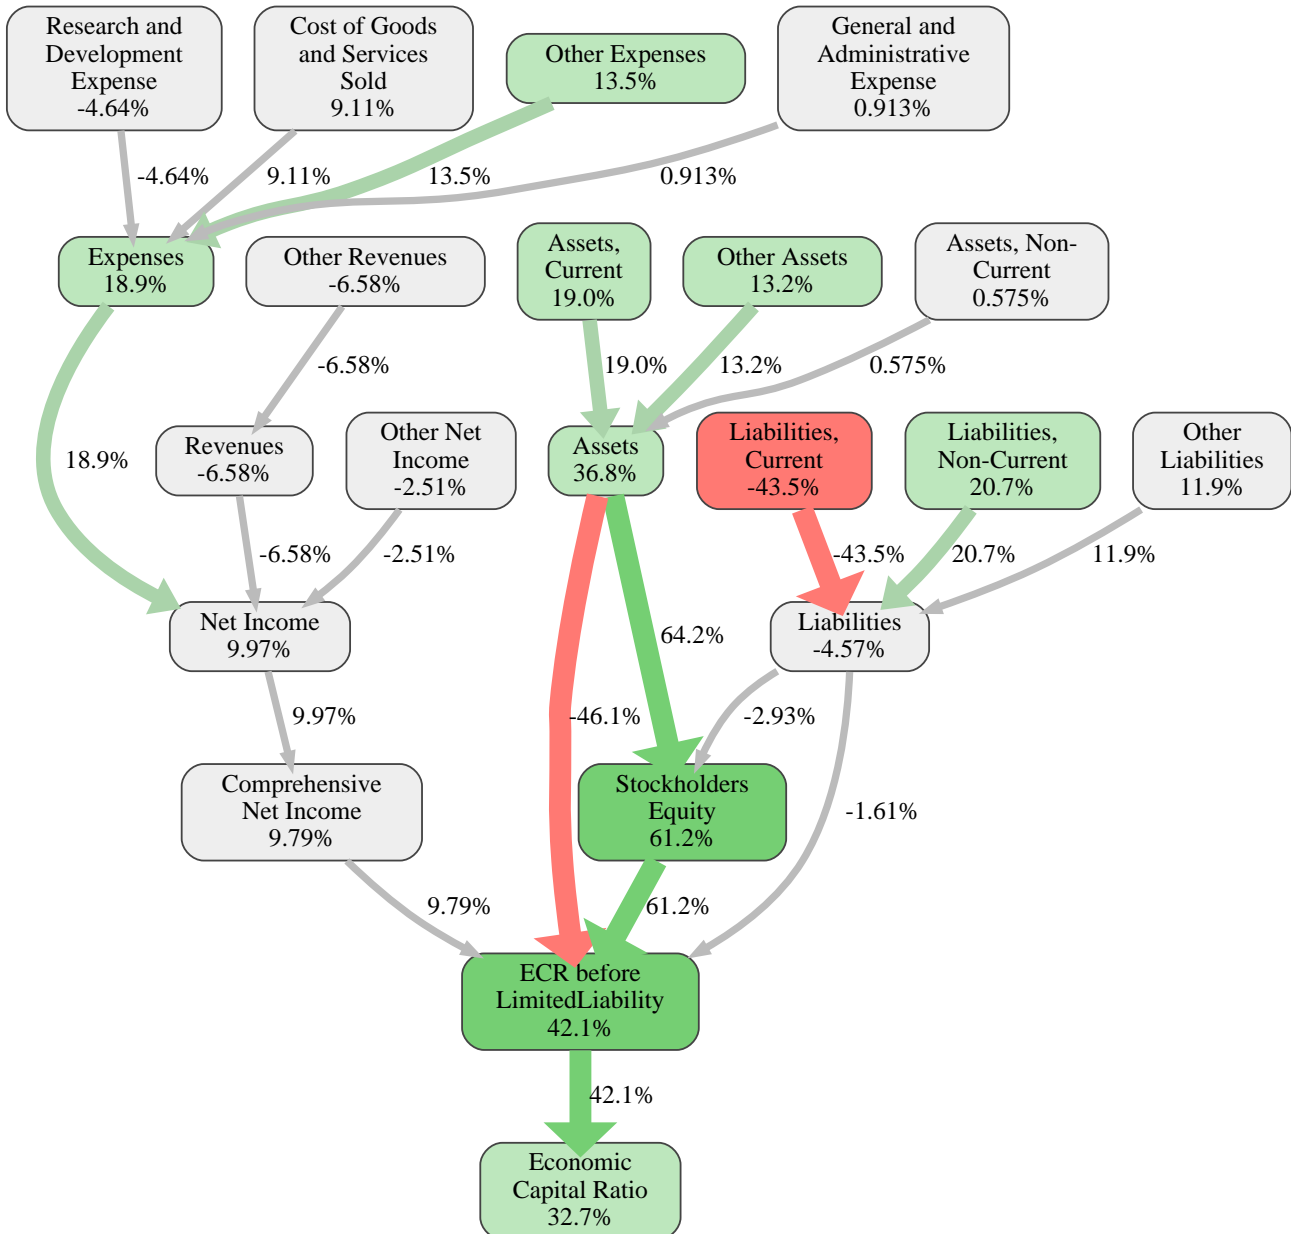 Research and
Development
Expense
-4.64%
Cost of Goods
and Services
Sold
9.11%
Other Expenses
13.5%
General and
Administrative
Expense
0.913%
-4.64%
9.11%
13.5%
0.913%
Expenses
18.9%
Other Revenues
-6.58%
Assets,
Current
19.0%
Other Assets
13.2%
Assets, Non-
Current
0.575%
-6.58%
19.0%
13.2%
0.575%
18.9%
Revenues
-6.58%
Other Net
Income
-2.51%
Assets
36.8%
Liabilities,
Current
-43.5%
Liabilities,
Non-Current
20.7%
Other
Liabilities
11.9%
-6.58%
-2.51%
-43.5%
20.7%
11.9%
Net Income
9.97%
64.2%
Liabilities
-4.57%
9.97%
-46.1%
-2.93%
Comprehensive
Net Income
9.79%
Stockholders
Equity
61.2%
-1.61%
9.79%
61.2%
ECR before
LimitedLiability
42.1%
42.1%
Economic
Capital Ratio
32.7%